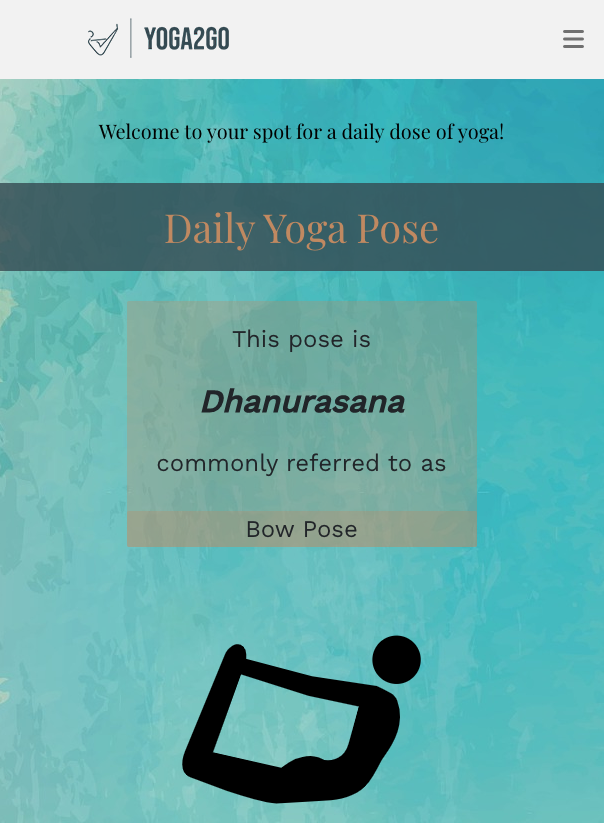 YOGA2GO
Welcome to your spot for a daily dose of yoga!
Daily Yoga Pose
This pose is
Dhanurasana
commonly referred to as
Bow Pose